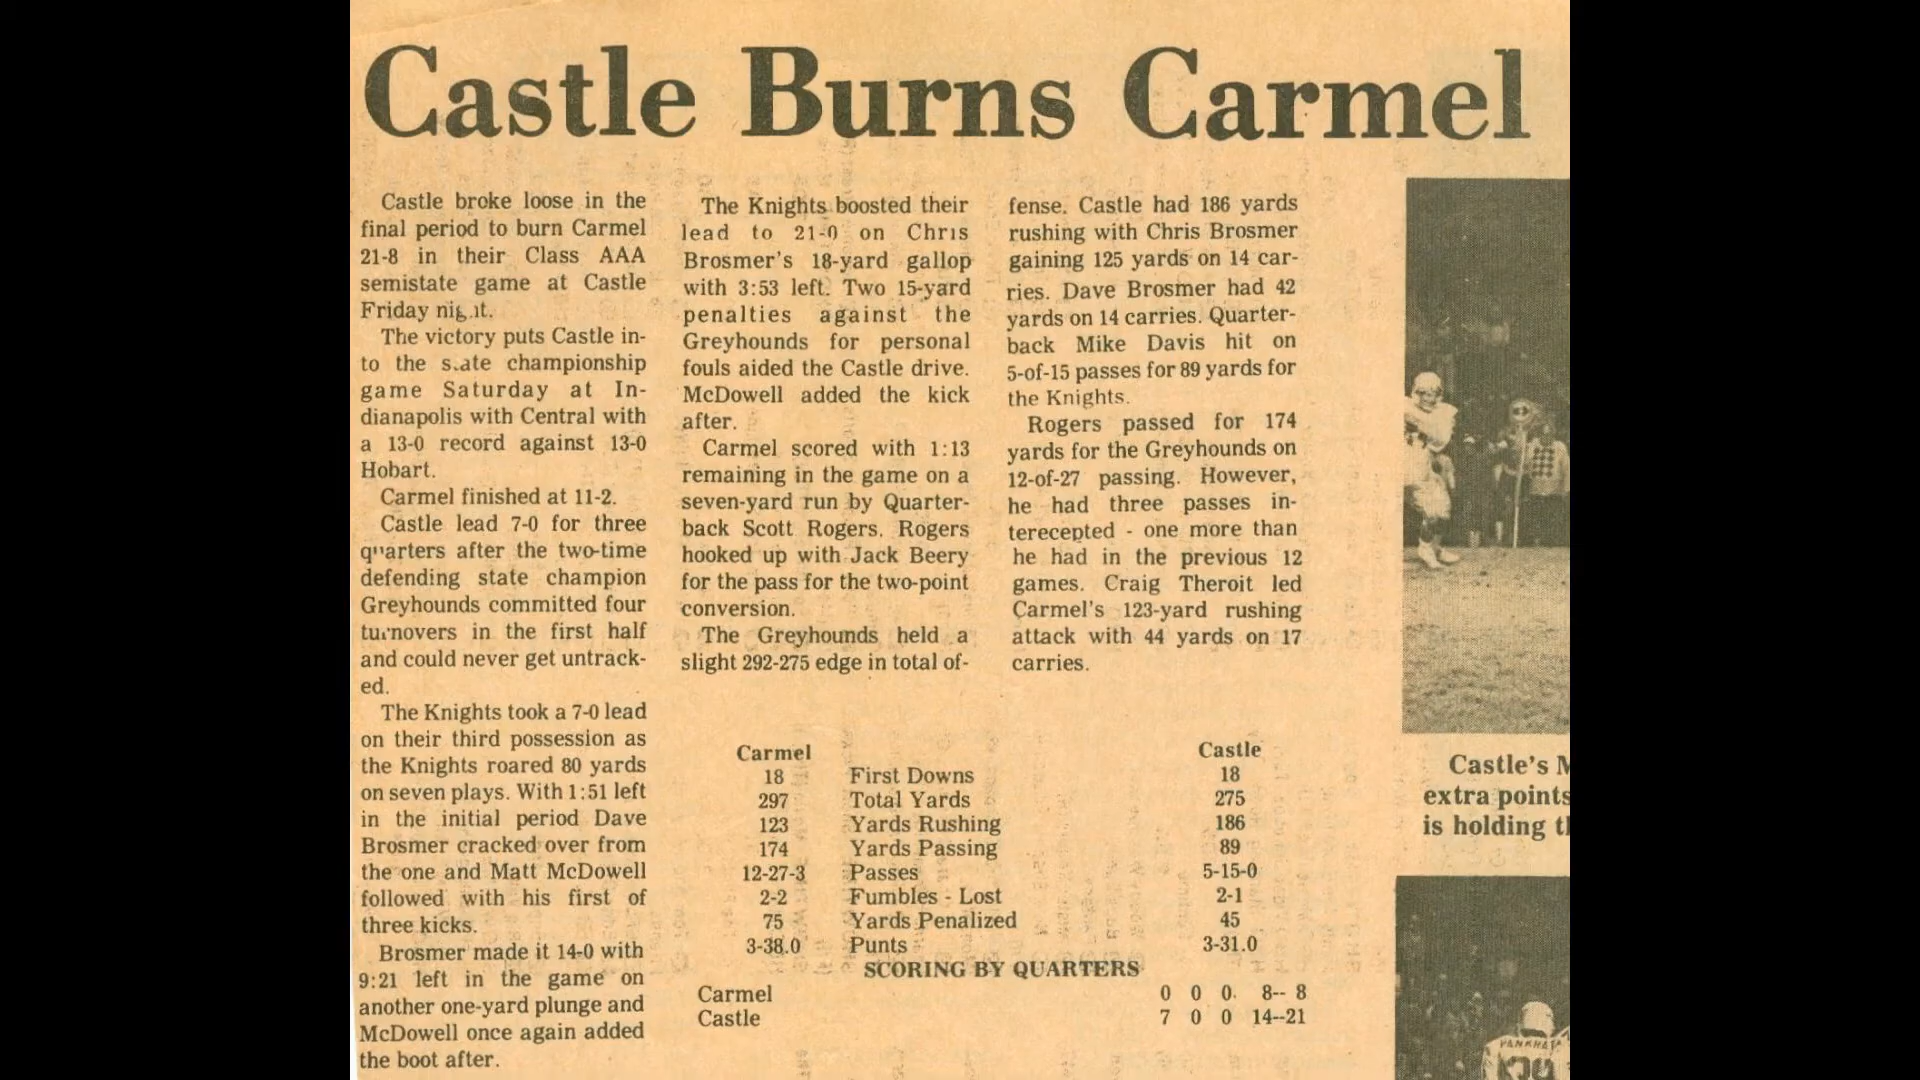 Castle Burns Carmel
Castle broke loose in the
final period to burn Carmel
21-8 in their Class AAA
semistate game at Castle
Friday
The victory puts Castle in-
to the championship
game Saturday at In-
dianapolis with Central with
a 13-0 record against 13-0
Hobart.
Carmel finished at 11-2.
Castle lead 7-0 for three
quarters after the two-time
defending state champion
Greyhounds committed four
turnovers in the first half
and could never get untrack-
ed.
The Knights took a 7-0 lead
on their third possession as
the Knights roared 80 yards
on seven plays. With 1:51 left
in the initial period Dave
Brosmer cracked over from
the one and Matt McDowell
followed with his first of
three kicks.
Brosmer made it 14-0 with
9:21 left in the game on
another one-yard plunge and
McDowell once again added
the boot after.
The Knights boosted their
lead to 21-0 on Chris
Brosmer's 18-yard gallop
with 3:53 left. Two 15-yard
penalties against the
Greyhounds for personal
fouls aided the Castle drive.
McDowell added the kick
after.
Carmel scored with 1:13
remaining in the game on a
seven-yard run by Quarter-
back Scott Rogers. Rogers
hooked up with Jack Beery
for the pass for the two-point
conversion.
The Greyhounds held a
slight 292-275 edge in total of-
fense. Castle had 186 yards
rushing with Chris Brosmer
gaining 125 yards on 14 car-
ries. Dave Brosmer had 42
yards on 14 carries. Quarter-
back Mike Davis hit on
5-of-15 passes for 89 yards for
the Knights.
Rogers passed for 174
yards for the Greyhounds on
12-of-27 passing. However,
he had three passes in-
terecepted - one more than
he had in the previous 12
games. Craig Theroit led
Carmel's 123-yard rushing
attack with 44 yards on 17
carries.
Carmel Castle
18 First Downs 18
297 Total Yards 275
123 Yards Rushing 186
174 Yards Passing 89
12-27-3 Passes 5-15-0
2-2 Fumbles - Lost 2-1
75 Yards Penalized 45
3-38.0 Punts 3-31.0
SCORING BY QUARTERS
Carmel 0 0 0 8-- 8
Castle 7 0 0 14--21
Castle's M
extra points
is holding